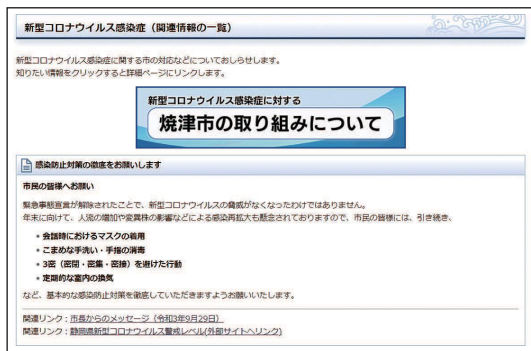 新型コロナウイルス感染症（関連情報の一覧）
新型コロナウイルス感染症に関する市の対応などについておしらせします。
知りたい情報をクリックすると詳細ページにリンクします。
新型コロナウイルス感染症に対する
焼津市の取り組みについて
感染防止対策の徹底をお願いします
市民の皆様へお願い
緊急事態宣言が解除されたことで、新型コロナウイルスの脅威がなくなったわけではありません。
年末に向けて、人流の増加や変異株の影響などによる感染再拡大も懸念されておりますので、市民の皆様には、引き続き、
• 会話時におけるマスクの着用
• こまめな手洗い・手指の消毒
• 3密（密閉・密集・密接）を避けた行動
• 定期的な室内の換気
など、基本的な感染防止対策を徹底していただきますようお願いいたします。
関連リンク：市長からのメッセージ（令和3年9月29日）
関連リンク：静岡県新型コロナウイルス警戒レベル(外部サイトへリンク)